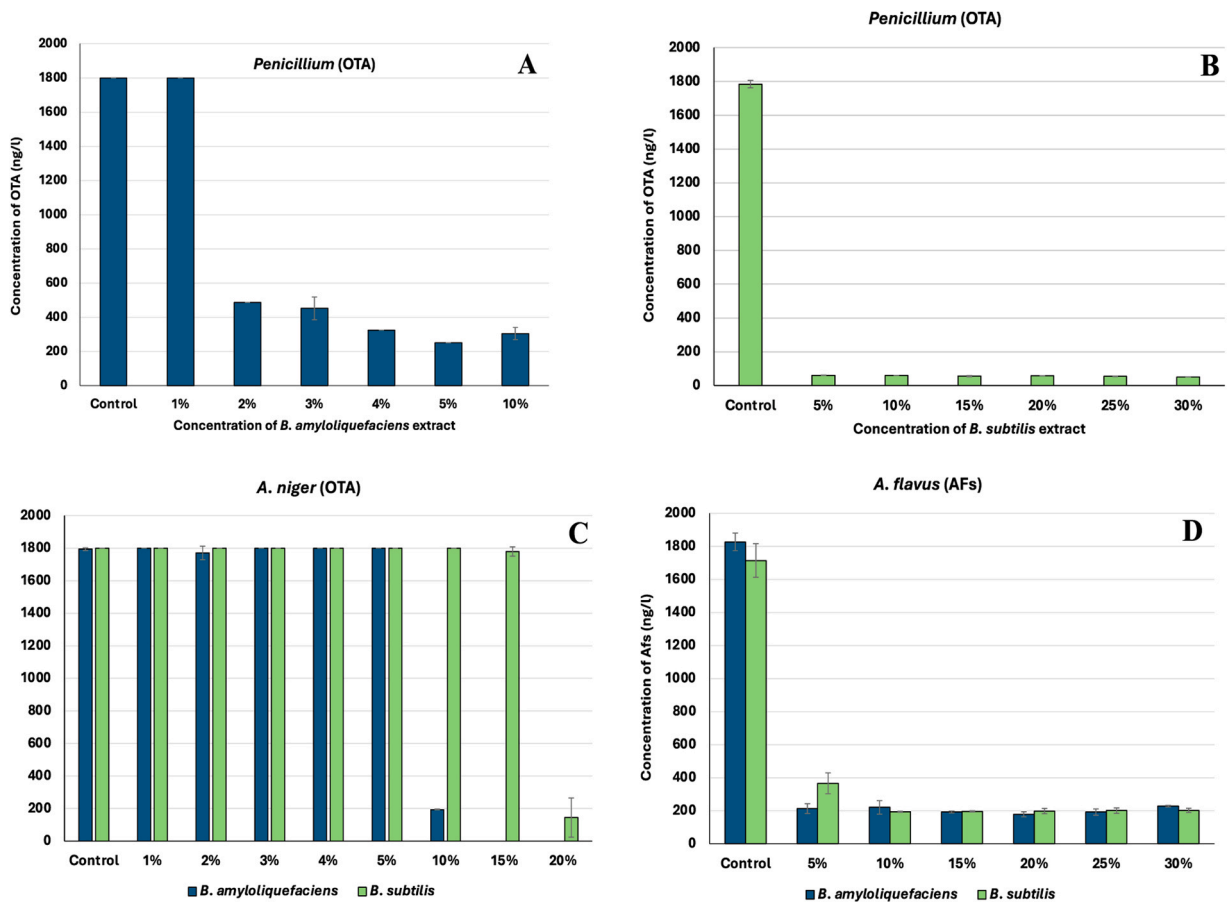 Penicillium (OTA)
A
Concentration of OTA (ng/l)
2000
1800
1600
1400
1200
1000
800
600
400
200
0
Control 1% 2% 3% 4% 5% 10%
Concentration of B. amyloliquefaciens extract
Penicillium (OTA)
B
Concentration of OTA (ng/l)
2000
1800
1600
1400
1200
1000
800
600
400
200
0
Control 5% 10% 15% 20% 25% 30%
Concentration of B. subtilis extract
A. niger (OTA)
C
2000
1800
1600
1400
1200
1000
800
600
400
200
0
Control 1% 2% 3% 4% 5% 10% 15% 20%
B. amyloliquefaciens B. subtilis
A. flavus (AFs)
D
Concentration of Afs (ng/l)
2000
1800
1600
1400
1200
1000
800
600
400
200
0
Control 5% 10% 15% 20% 25% 30%
B. amyloliquefaciens B. subtilis